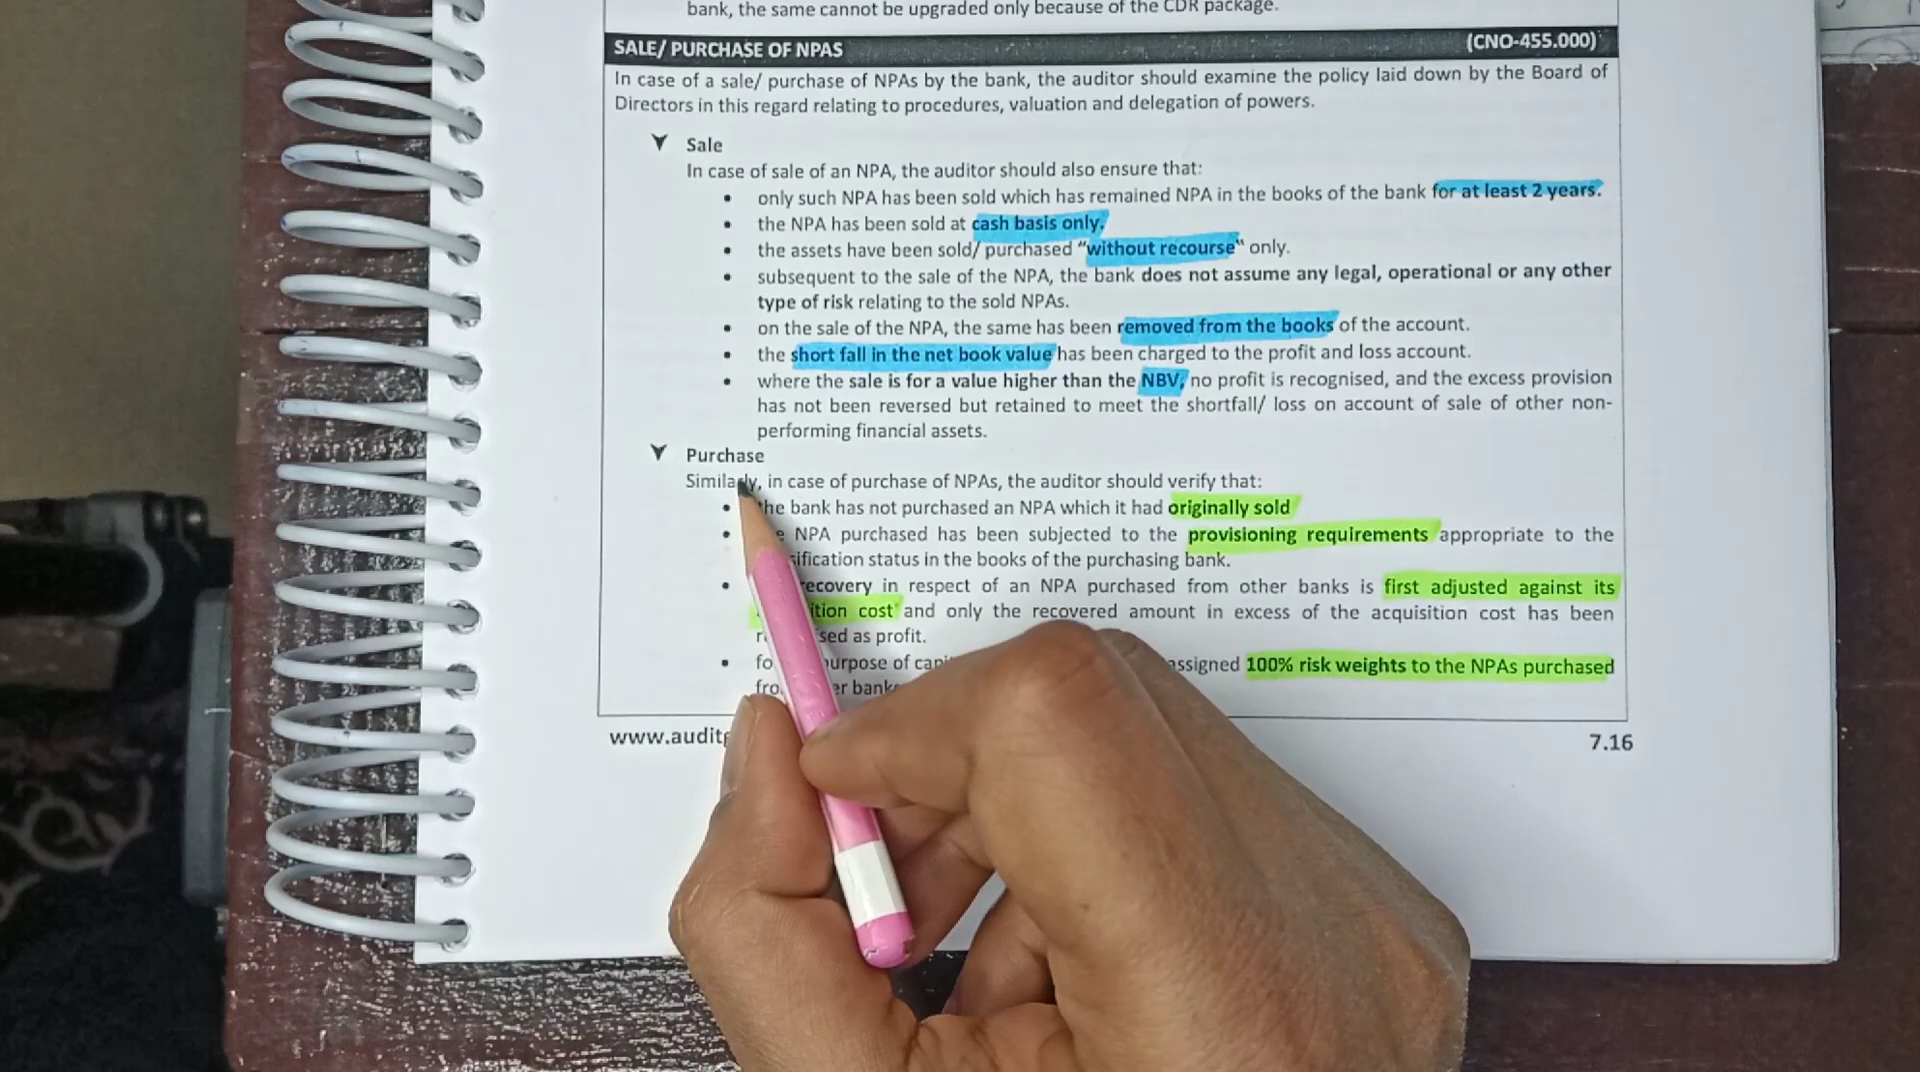 bank, the same cannot be upgraded only because of the CDR package.
SALE/ PURCHASE OF NPAS (CNO-455.000)
In case of a sale/ purchase of NPAs by the bank, the auditor should examine the policy laid down by the Board of
Directors in this regard relating to procedures, valuation and delegation of powers.
Sale
In case of sale of an NPA, the auditor should also ensure that:
• only such NPA has been sold which has remained NPA in the books of the bank for at least 2 years.
• the NPA has been sold at cash basis only.
• the assets have been sold/ purchased “without recourse" only.
• subsequent to the sale of the NPA, the bank does not assume any legal, operational or any other
type of risk relating to the sold NPAs.
• on the sale of the NPA, the same has been removed from the books of the account.
• the short fall in the net book value has been charged to the profit and loss account.
• where the sale is for a value higher than the NBV, no profit is recognised, and the excess provision
has not been reversed but retained to meet the shortfall/ loss on account of sale of other non-
performing financial assets.
Purchase
Similarly, in case of purchase of NPAs, the auditor should verify that:
• the bank has not purchased an NPA which it had originally sold
• NPA purchased has been subjected to the provisioning requirements appropriate to the
status in the books of the purchasing bank.
• recovery in respect of an NPA purchased from other banks is first adjusted against its
cost and only the recovered amount in excess of the acquisition cost has been
as profit.
• purpose of assigned 100% risk weights to the NPAs purchased
7.16